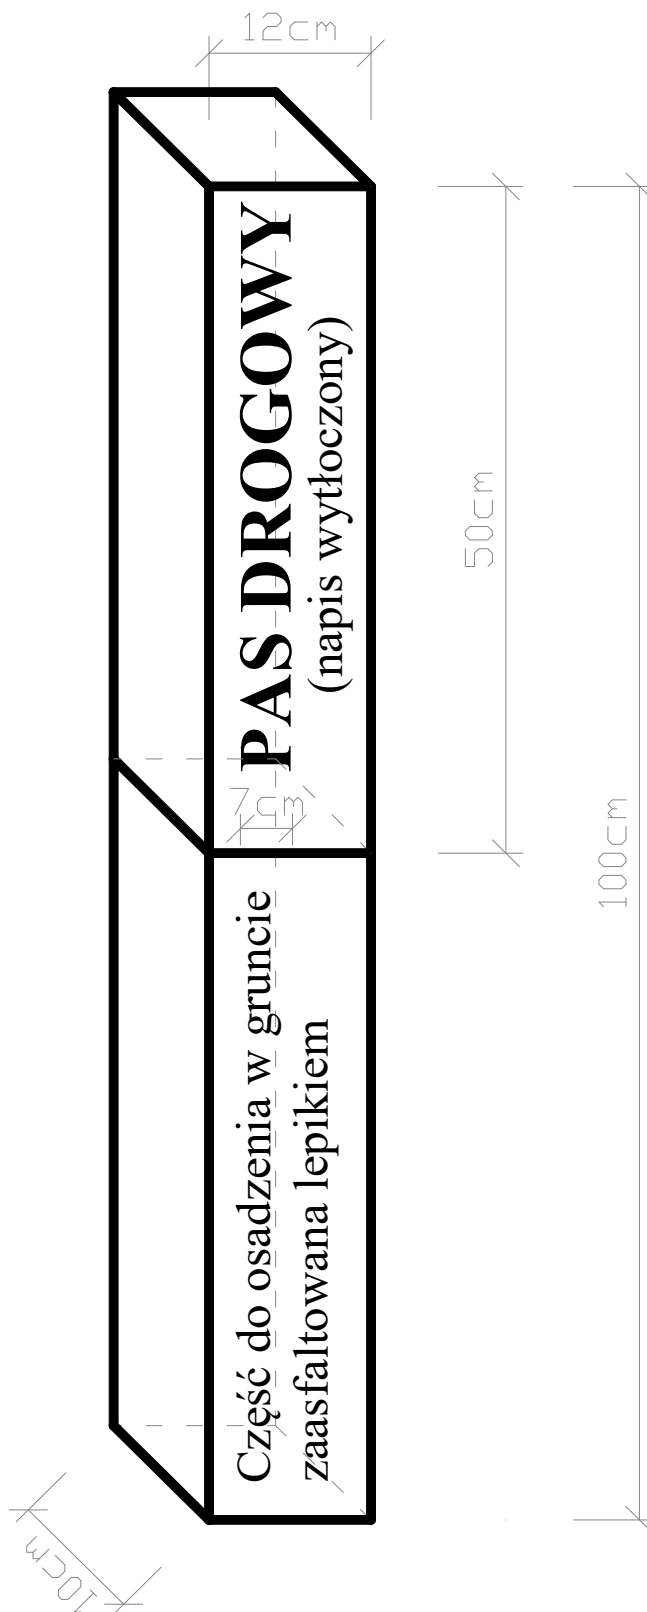 12cm
PAS DROGOWY
(napis wytłoczony)
50cm
7cm
100cm
Część do osadzenia w gruncie
zaasfaltowana lepikiem
10cm